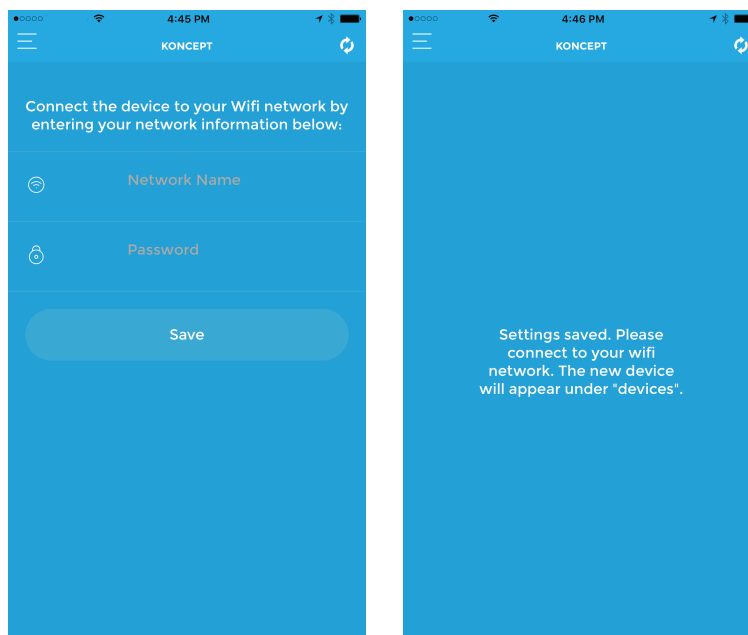 4:45 PM
KONCEPT
Connect the device to your Wifi network by
entering your network information below:
Network Name
Password
Save
4:46 PM
KONCEPT
Settings saved. Please
connect to your wifi
network. The new device
will appear under "devices".